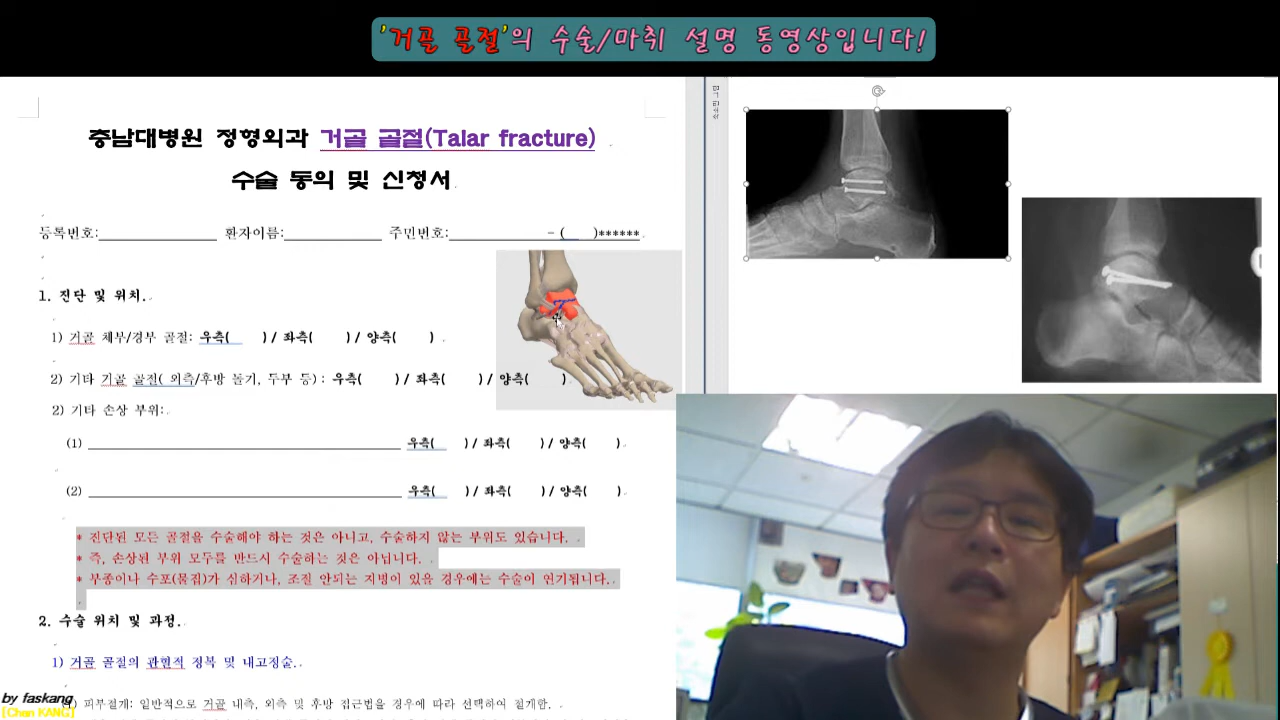 '거골 골절'의 수술/마취 설명 동영상입니다!
충남대병원 정형외과 거골 골절(Talar fracture)
수술 동의 및 신청서
등록번호: 환자이름: 주민번호: - ( )******
1. 진단 및 위치.
1) 거골 체부/경부 골절: 우측( ) / 좌측( ) / 양측( )
2) 기타 기골 골절( 외측/후방 돌기, 두부 등) : 우측( ) / 좌측( ) / 양측( )
2) 기타 손상 부위:
(1) 우측( ) / 좌측( ) / 양측( )
(2) 우측( ) / 좌측( ) / 양측( )
* 진단된 모든 골절을 수술해야 하는 것은 아니고, 수술하지 않는 부위도 있습니다.
* 즉, 손상된 부위 모두를 반드시 수술하는 것은 아닙니다.
* 부종이나 수포(물집)가 심하거나, 조절 안되는 지병이 있을 경우에는 수술이 연기됩니다.
2. 수술 위치 및 과정.
1) 거골 골절의 관헐적 정복 및 내고정술.
피부절개: 일반적으로 거골 내측, 외측 및 후방 접근법을 경우에 따라 선택하여 절개함.
by faskang
[Chan KANG]